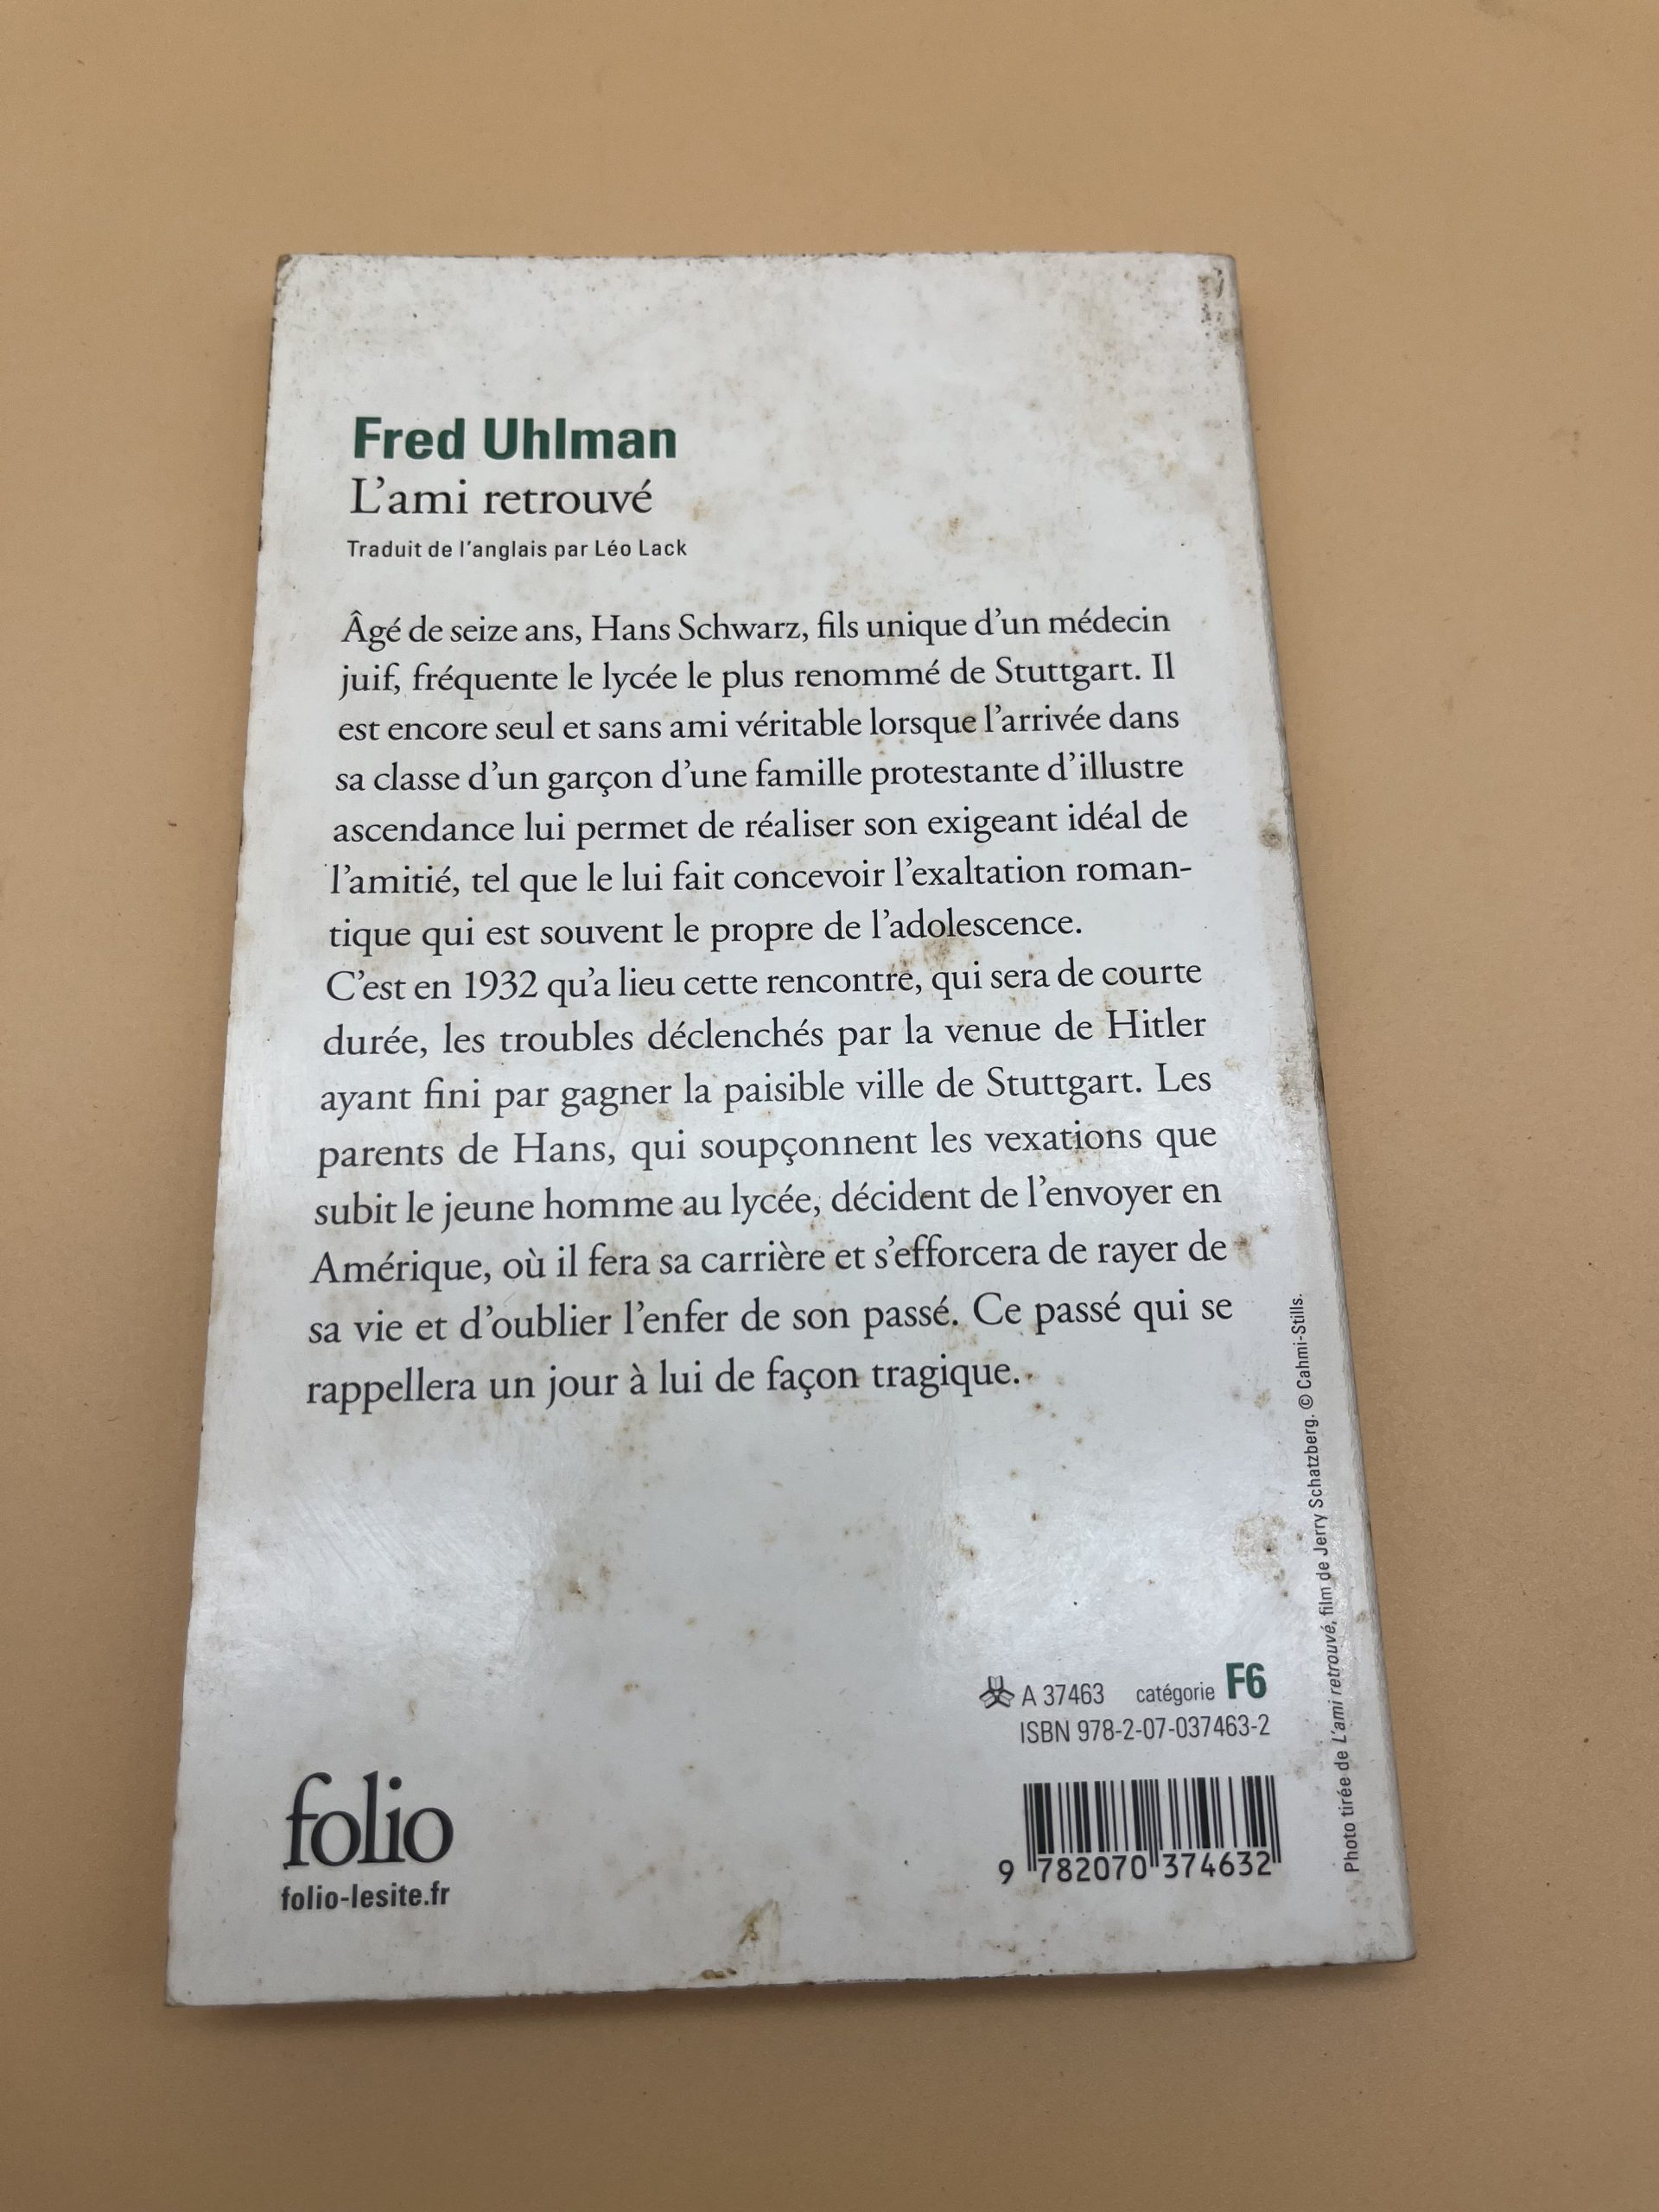 Fred Uhlman
L'ami retrouvé
Traduit de l'anglais par Léo Lack
Âgé de seize ans, Hans Schwarz, fils unique d'un médecin
juif, fréquente le lycée le plus renommé de Stuttgart. Il
est encore seul et sans ami véritable lorsque l'arrivée dans
sa classe d'un garçon d'une famille protestante d'illustre
ascendance lui permet de réaliser son exigeant idéal de
l'amitié, tel que le lui fait concevoir l'exaltation roman-
tique qui est souvent le propre de l'adolescence.
C'est en 1932 qu'a lieu cette rencontre, qui sera de courte
durée, les troubles déclenchés par la venue de Hitler
ayant fini par gagner la paisible ville de Stuttgart. Les
parents de Hans, qui soupçonnent les vexations que
subit le jeune homme au lycée, décident de l'envoyer en
Amérique, où il fera sa carrière et s'efforcera de rayer de
sa vie et d'oublier l'enfer de son passé. Ce passé qui se
rappellera un jour à lui de façon tragique.
Photo tirée de L'ami retrouvé, film de Jerry Schatzberg. © Cahmi-Stills.
A 37463 catégorie F6
ISBN 978-2-07-037463-2
folio
folio-lesite.fr
9 782070 374632